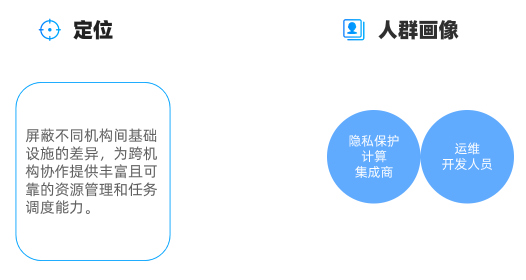 定位
屏蔽不同机构间基础
设施的差异，为跨机
构协作提供丰富且可
靠的资源管理和任务
调度能力。
人群画像
隐私保护
计算
集成商
运维
开发人员